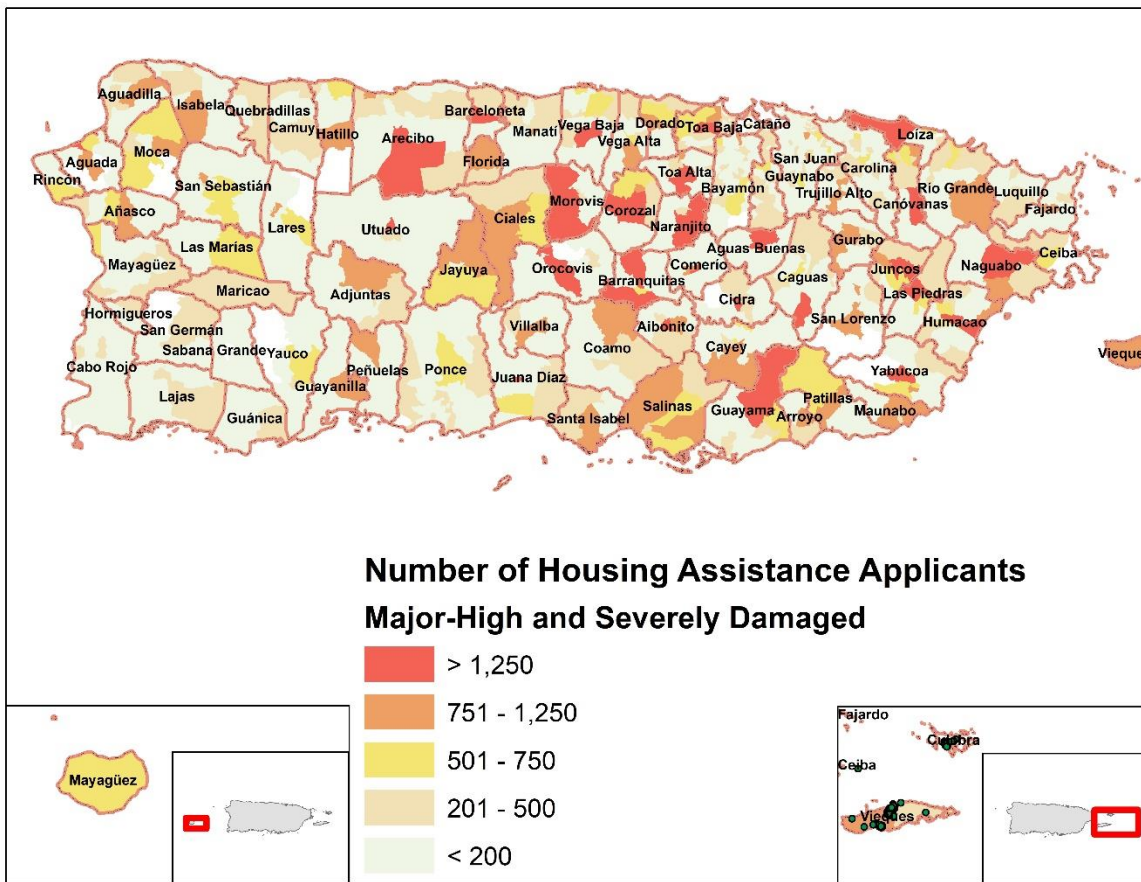 Aguadilla
Isabela
Quebradillas
Camuy
Hatillo
Arecibo
Barceloneta
Manatí
Vega Baja
Vega Alta
Dorado
Toa Baja
Cataño
San Juan
Guaynabo
Carolina
Loíza
Aguada
Rincón
Moca
San Sebastián
Florida
Toa Alta
Bayamón
Trujillo Alto
Canóvanas
Río Grande
Luquillo
Fajardo
Añasco
Lares
Utuado
Ciales
Morovis
Corozal
Naranjito
Aguas Buenas
Gurabo
Ceiba
Las Marías
Mayagüez
Maricao
Adjuntas
Jayuya
Orocovis
Barranquitas
Comerío
Caguas
Juncos
Naguabo
Las Piedras
Hormigueros
San Germán
Sabana Grande
Cabo Rojo
Yauco
Guayanilla
Peñuelas
Ponce
Villalba
Juana Díaz
Coamo
Aibonito
Cidra
Cayey
San Lorenzo
Humacao
Yabucoa
Vieques
Lajas
Guánica
Santa Isabel
Salinas
Guayama
Arroyo
Patillas
Maunabo
Number of Housing Assistance Applicants
Major-High and Severely Damaged
> 1,250
751 - 1,250
501 - 750
201 - 500
< 200
Mayagüez
Fajardo
Culebra
Ceiba
Vieques